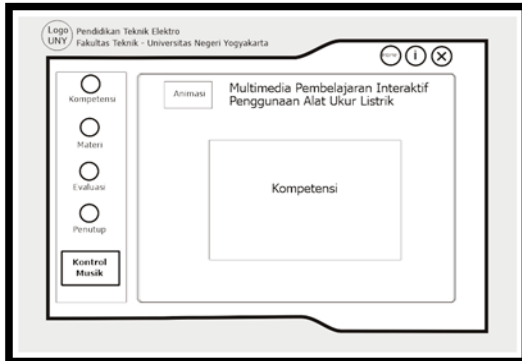 Logo
UNY
Pendidikan Teknik Elektro
Fakultas Teknik - Universitas Negeri Yogyakarta
Home
i
X
Kompetensi
Materi
Evaluasi
Penutup
Kontrol
Musik
Animasi
Multimedia Pembelajaran Interaktif
Penggunaan Alat Ukur Listrik
Kompetensi